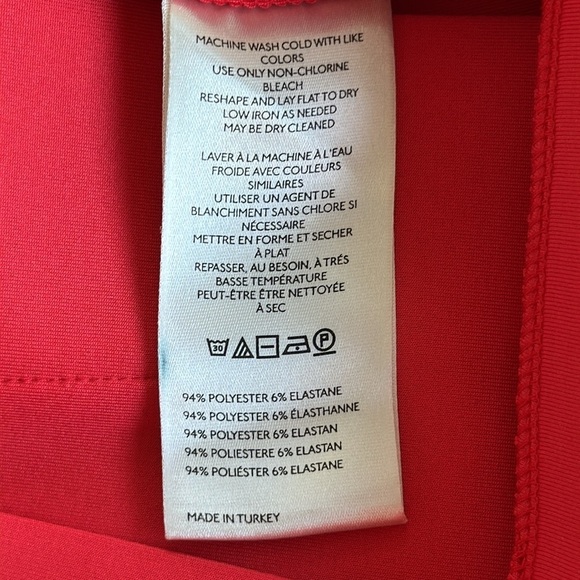 MACHINE WASH COLD WITH LIKE
COLORS
USE ONLY NON-CHLORINE
BLEACH
RESHAPE AND LAY FLAT TO DRY
LOW IRON AS NEEDED
MAY BE DRY CLEANED
LAVER À LA MACHINE À L'EAU
FROIDE AVEC COULEURS
SIMILAIRES
UTILISER UN AGENT DE
BLANCHIMENT SANS CHLORE SI
NÉCESSAIRE
METTRE EN FORME ET SECHER
À PLAT
REPASSER, AU BESOIN, À TRÉS
BASSE TEMPÉRATURE
PEUT-ÊTRE ÊTRE NETTOYÉE
À SEC
30 P
94% POLYESTER 6% ELASTANE
94% POLYESTER 6% ÉLASTHANNE
94% POLYESTER 6% ELASTAN
94% POLIESTERE 6% ELASTAN
94% POLIÉSTER 6% ELASTANE
MADE IN TURKEY